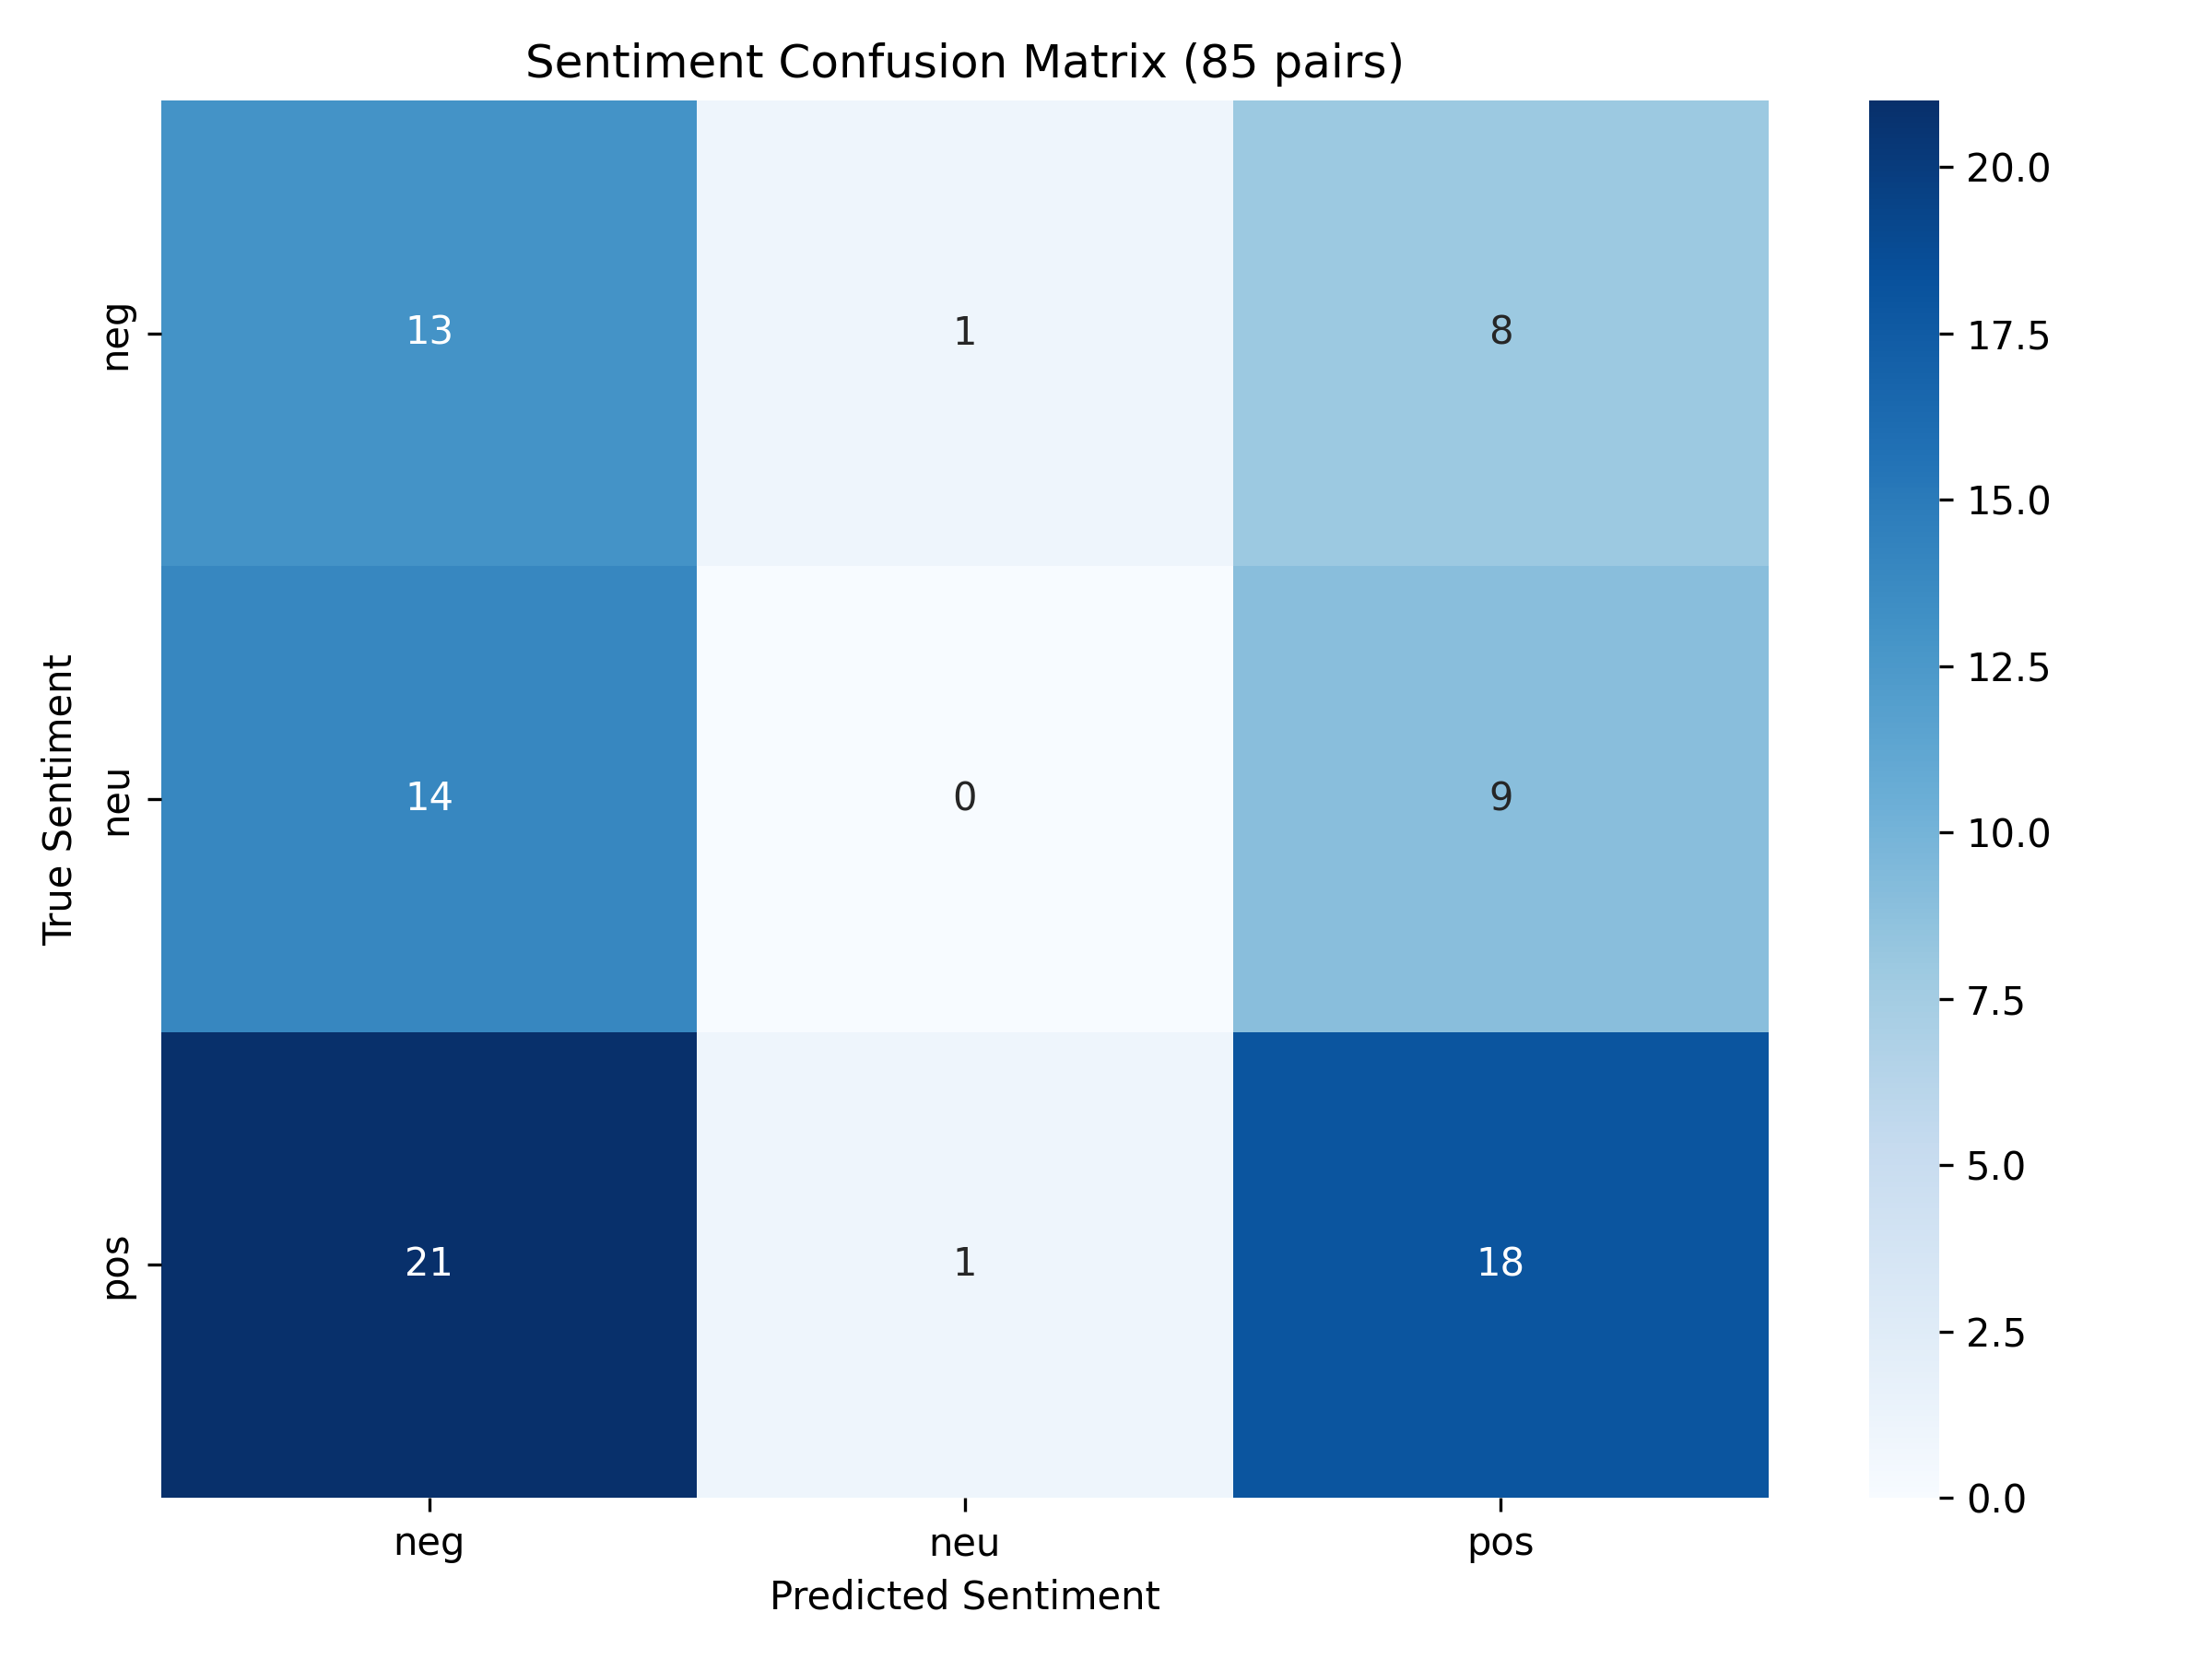 Sentiment Confusion Matrix (85 pairs)
True Sentiment
neg
13 1 8
neu
14 0 9
pos
21 1 18
neg neu pos
Predicted Sentiment
20.0
17.5
15.0
12.5
10.0
7.5
5.0
2.5
0.0